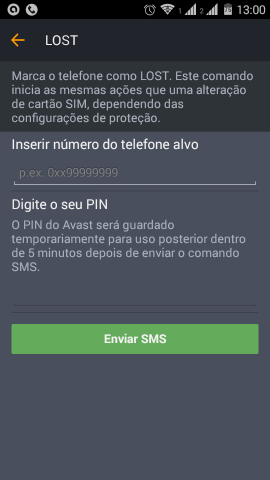 13:00
LOST
Marca o telefone como LOST. Este comando
inicia as mesmas ações que uma alteração
de cartão SIM, dependendo das
configurações de proteção.
Inserir número do telefone alvo
p.ex. 0xx99999999
Digite o seu PIN
O PIN do Avast será guardado
temporariamente para uso posterior dentro
de 5 minutos depois de enviar o comando
SMS.
Enviar SMS